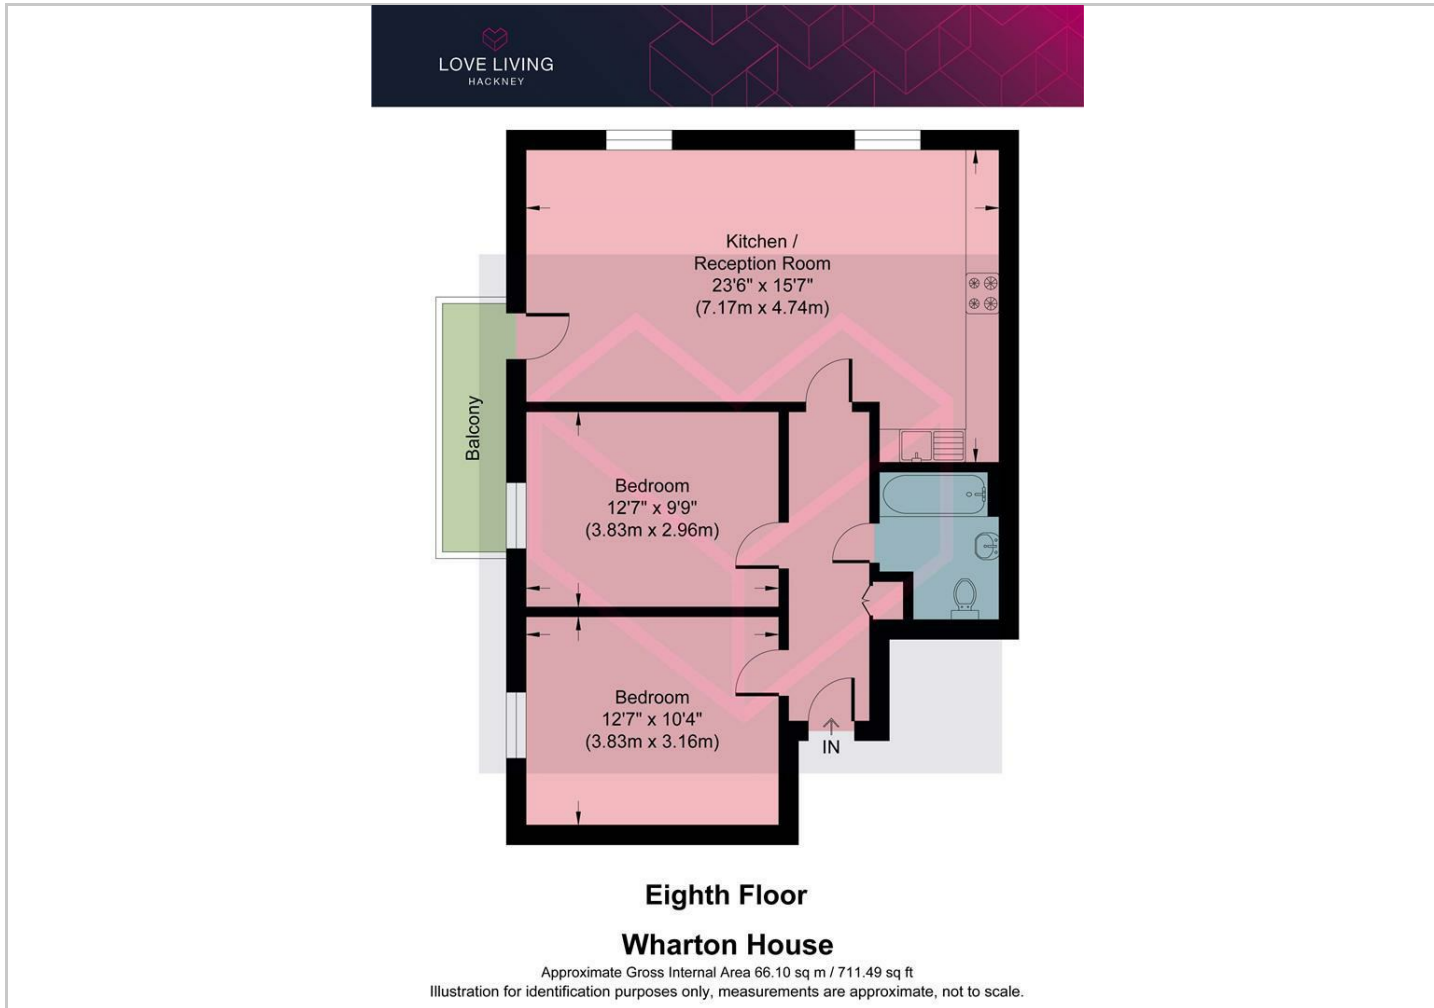 LOVE LIVING
HACKNEY
Kitchen /
Reception Room
23'6" x 15'7"
(7.17m x 4.74m)
Balcony
Bedroom
12'7" x 9'9"
(3.83m x 2.96m)
Bedroom
12'7" x 10'4"
(3.83m x 3.16m)
IN
Eighth Floor
Wharton House
Approximate Gross Internal Area 66.10 sq m / 711.49 sq ft
Illustration for identification purposes only, measurements are approximate, not to scale.